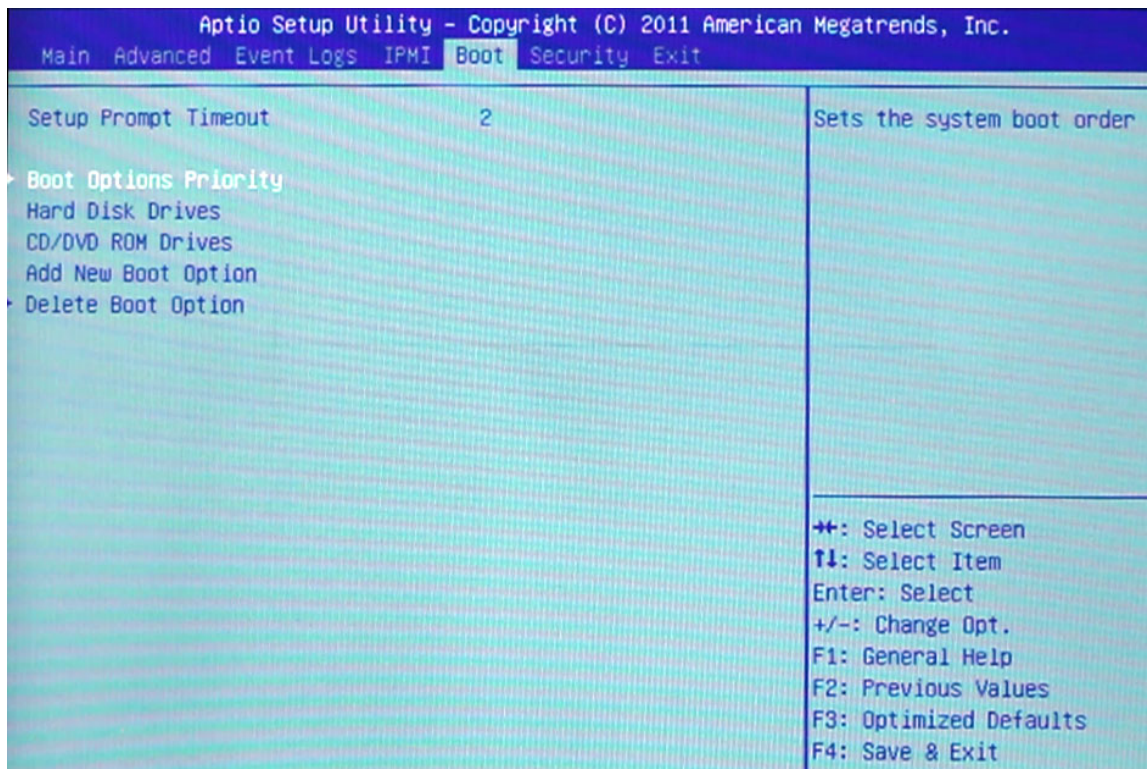 Aptio Setup Utility - Copyright (C) 2011 American Megatrends, Inc.
Main Advanced Event Logs IPMI Boot Security Exit
Setup Prompt Timeout 2
Boot Options Priority
Hard Disk Drives
CD/DVD ROM Drives
Add New Boot Option
Delete Boot Option
Sets the system boot order
→←: Select Screen
↑↓: Select Item
Enter: Select
+/-: Change Opt.
F1: General Help
F2: Previous Values
F3: Optimized Defaults
F4: Save & Exit